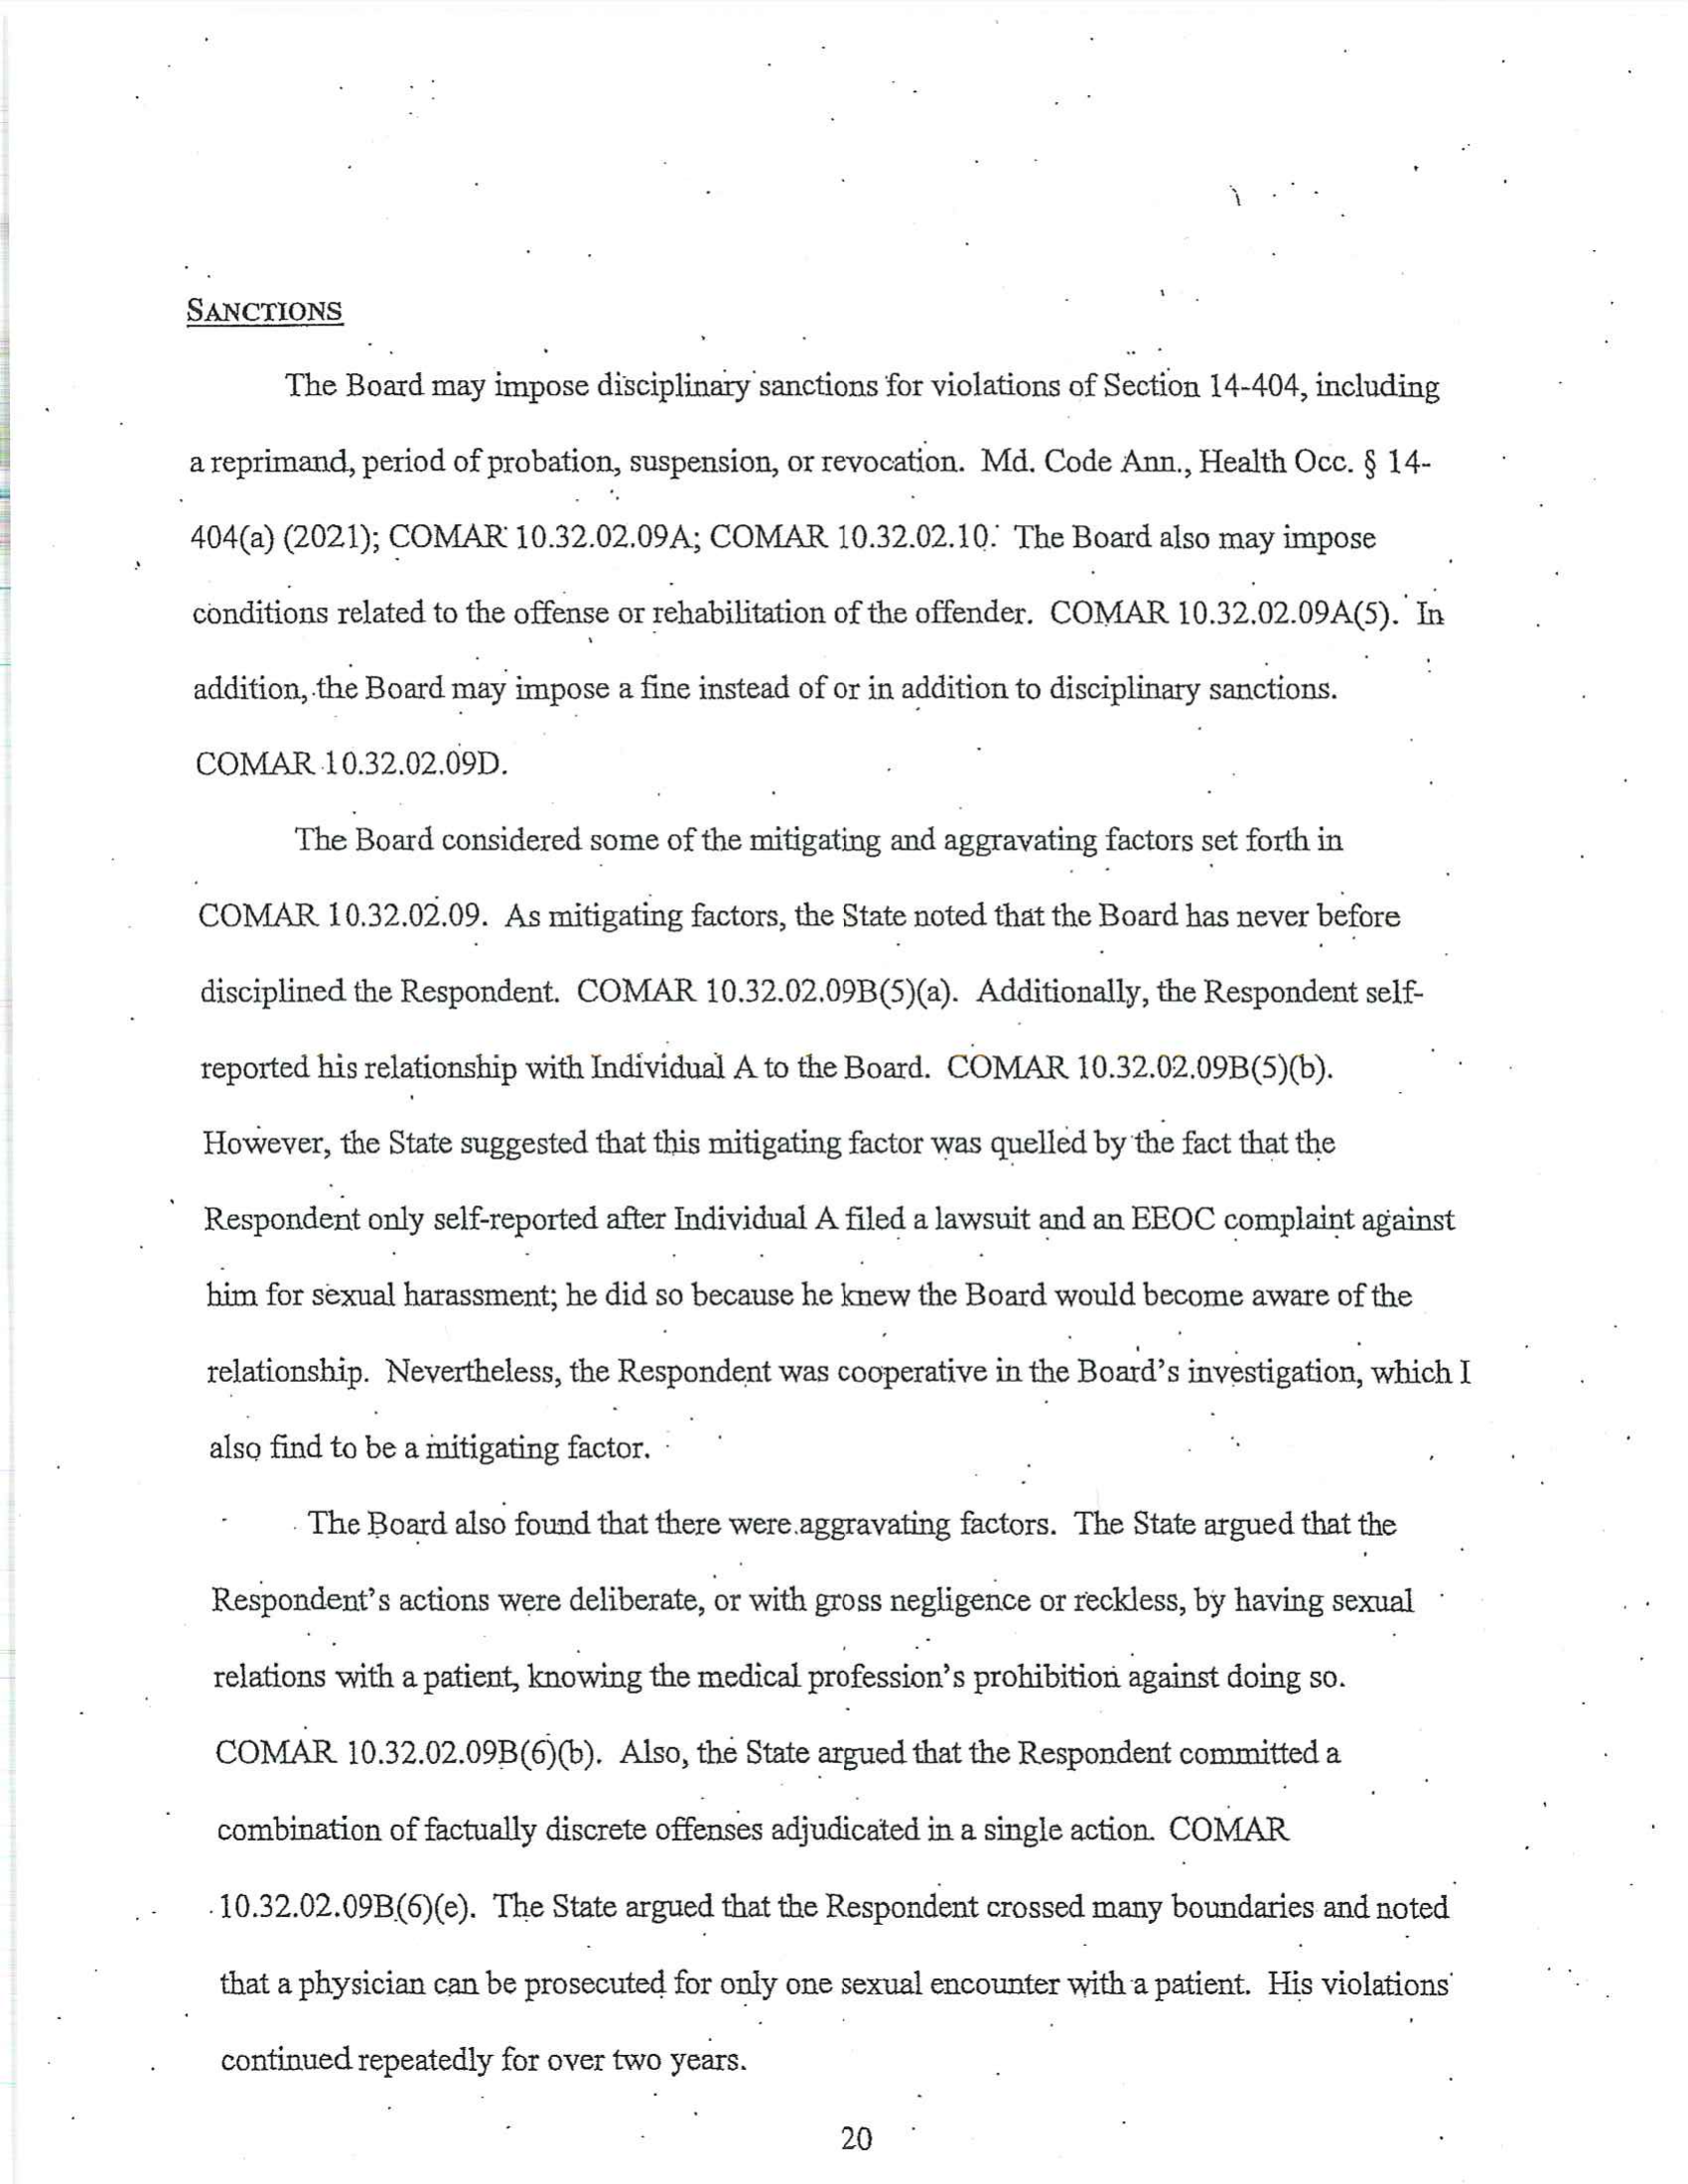 SANCTIONS
The Board may impose disciplinary sanctions for violations of Section 14-404, including
a reprimand, period of probation, suspension, or revocation. Md. Code Ann., Health Occ. § 14-
404(a) (2021); COMAR 10.32.02.09A; COMAR 10.32.02.10. The Board also may impose
conditions related to the offense or rehabilitation of the offender. COMAR 10.32.02.09A(5). In
addition, the Board may impose a fine instead of or in addition to disciplinary sanctions.
COMAR 10.32.02.09D.
The Board considered some of the mitigating and aggravating factors set forth in
COMAR 10.32.02.09. As mitigating factors, the State noted that the Board has never before
disciplined the Respondent. COMAR 10.32.02.09B(5)(a). Additionally, the Respondent self-
reported his relationship with Individual A to the Board. COMAR 10.32.02.09B(5)(b).
However, the State suggested that this mitigating factor was quelled by the fact that the
Respondent only self-reported after Individual A filed a lawsuit and an EEOC complaint against
him for sexual harassment; he did so because he knew the Board would become aware of the
relationship. Nevertheless, the Respondent was cooperative in the Board's investigation, which I
also find to be a mitigating factor.
The Board also found that there were aggravating factors. The State argued that the
Respondent's actions were deliberate, or with gross negligence or reckless, by having sexual
relations with a patient, knowing the medical profession's prohibition against doing so.
COMAR 10.32.02.09B(6)(b). Also, the State argued that the Respondent committed a
combination of factually discrete offenses adjudicated in a single action. COMAR
10.32.02.09B(6)(e). The State argued that the Respondent crossed many boundaries and noted
that a physician can be prosecuted for only one sexual encounter with a patient. His violations
continued repeatedly for over two years.
20